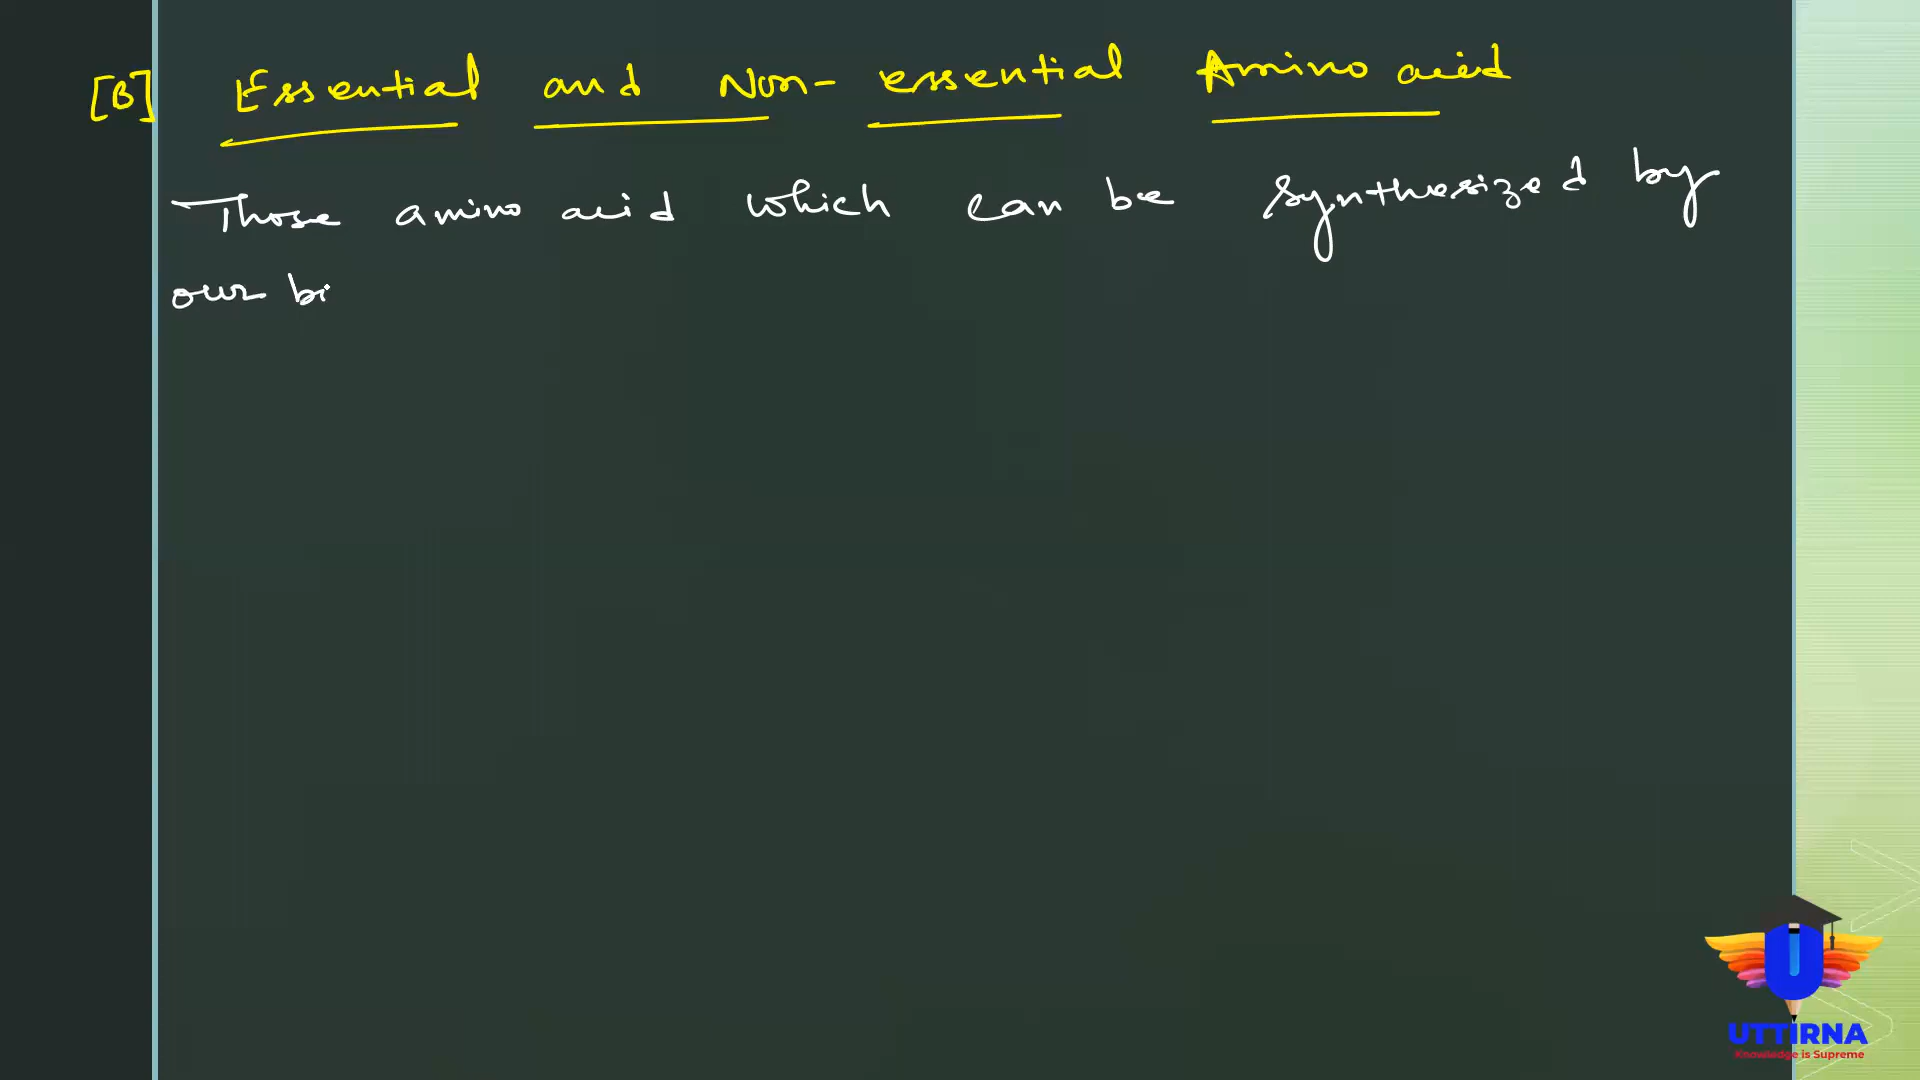 [B] Essential and Non-essential Amino acid
Those amino acid which can be synthesized by
our
UTTIRNA
Knowledge is Supreme